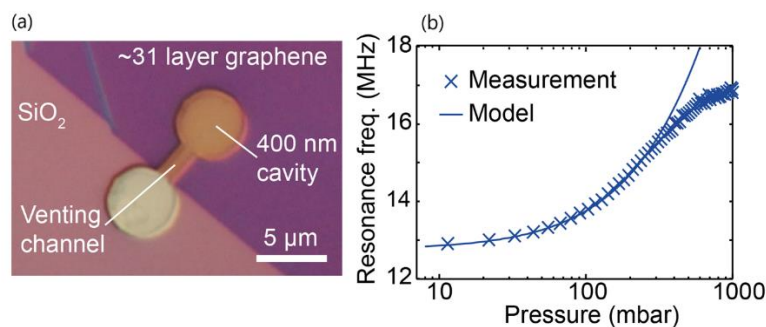 (a)
~31 layer graphene
SiO₂
400 nm
cavity
Venting
channel
5 μm
(b)
Resonance freq. (MHz)
18
16
14
12
Measurement
Model
10
100
1000
Pressure (mbar)